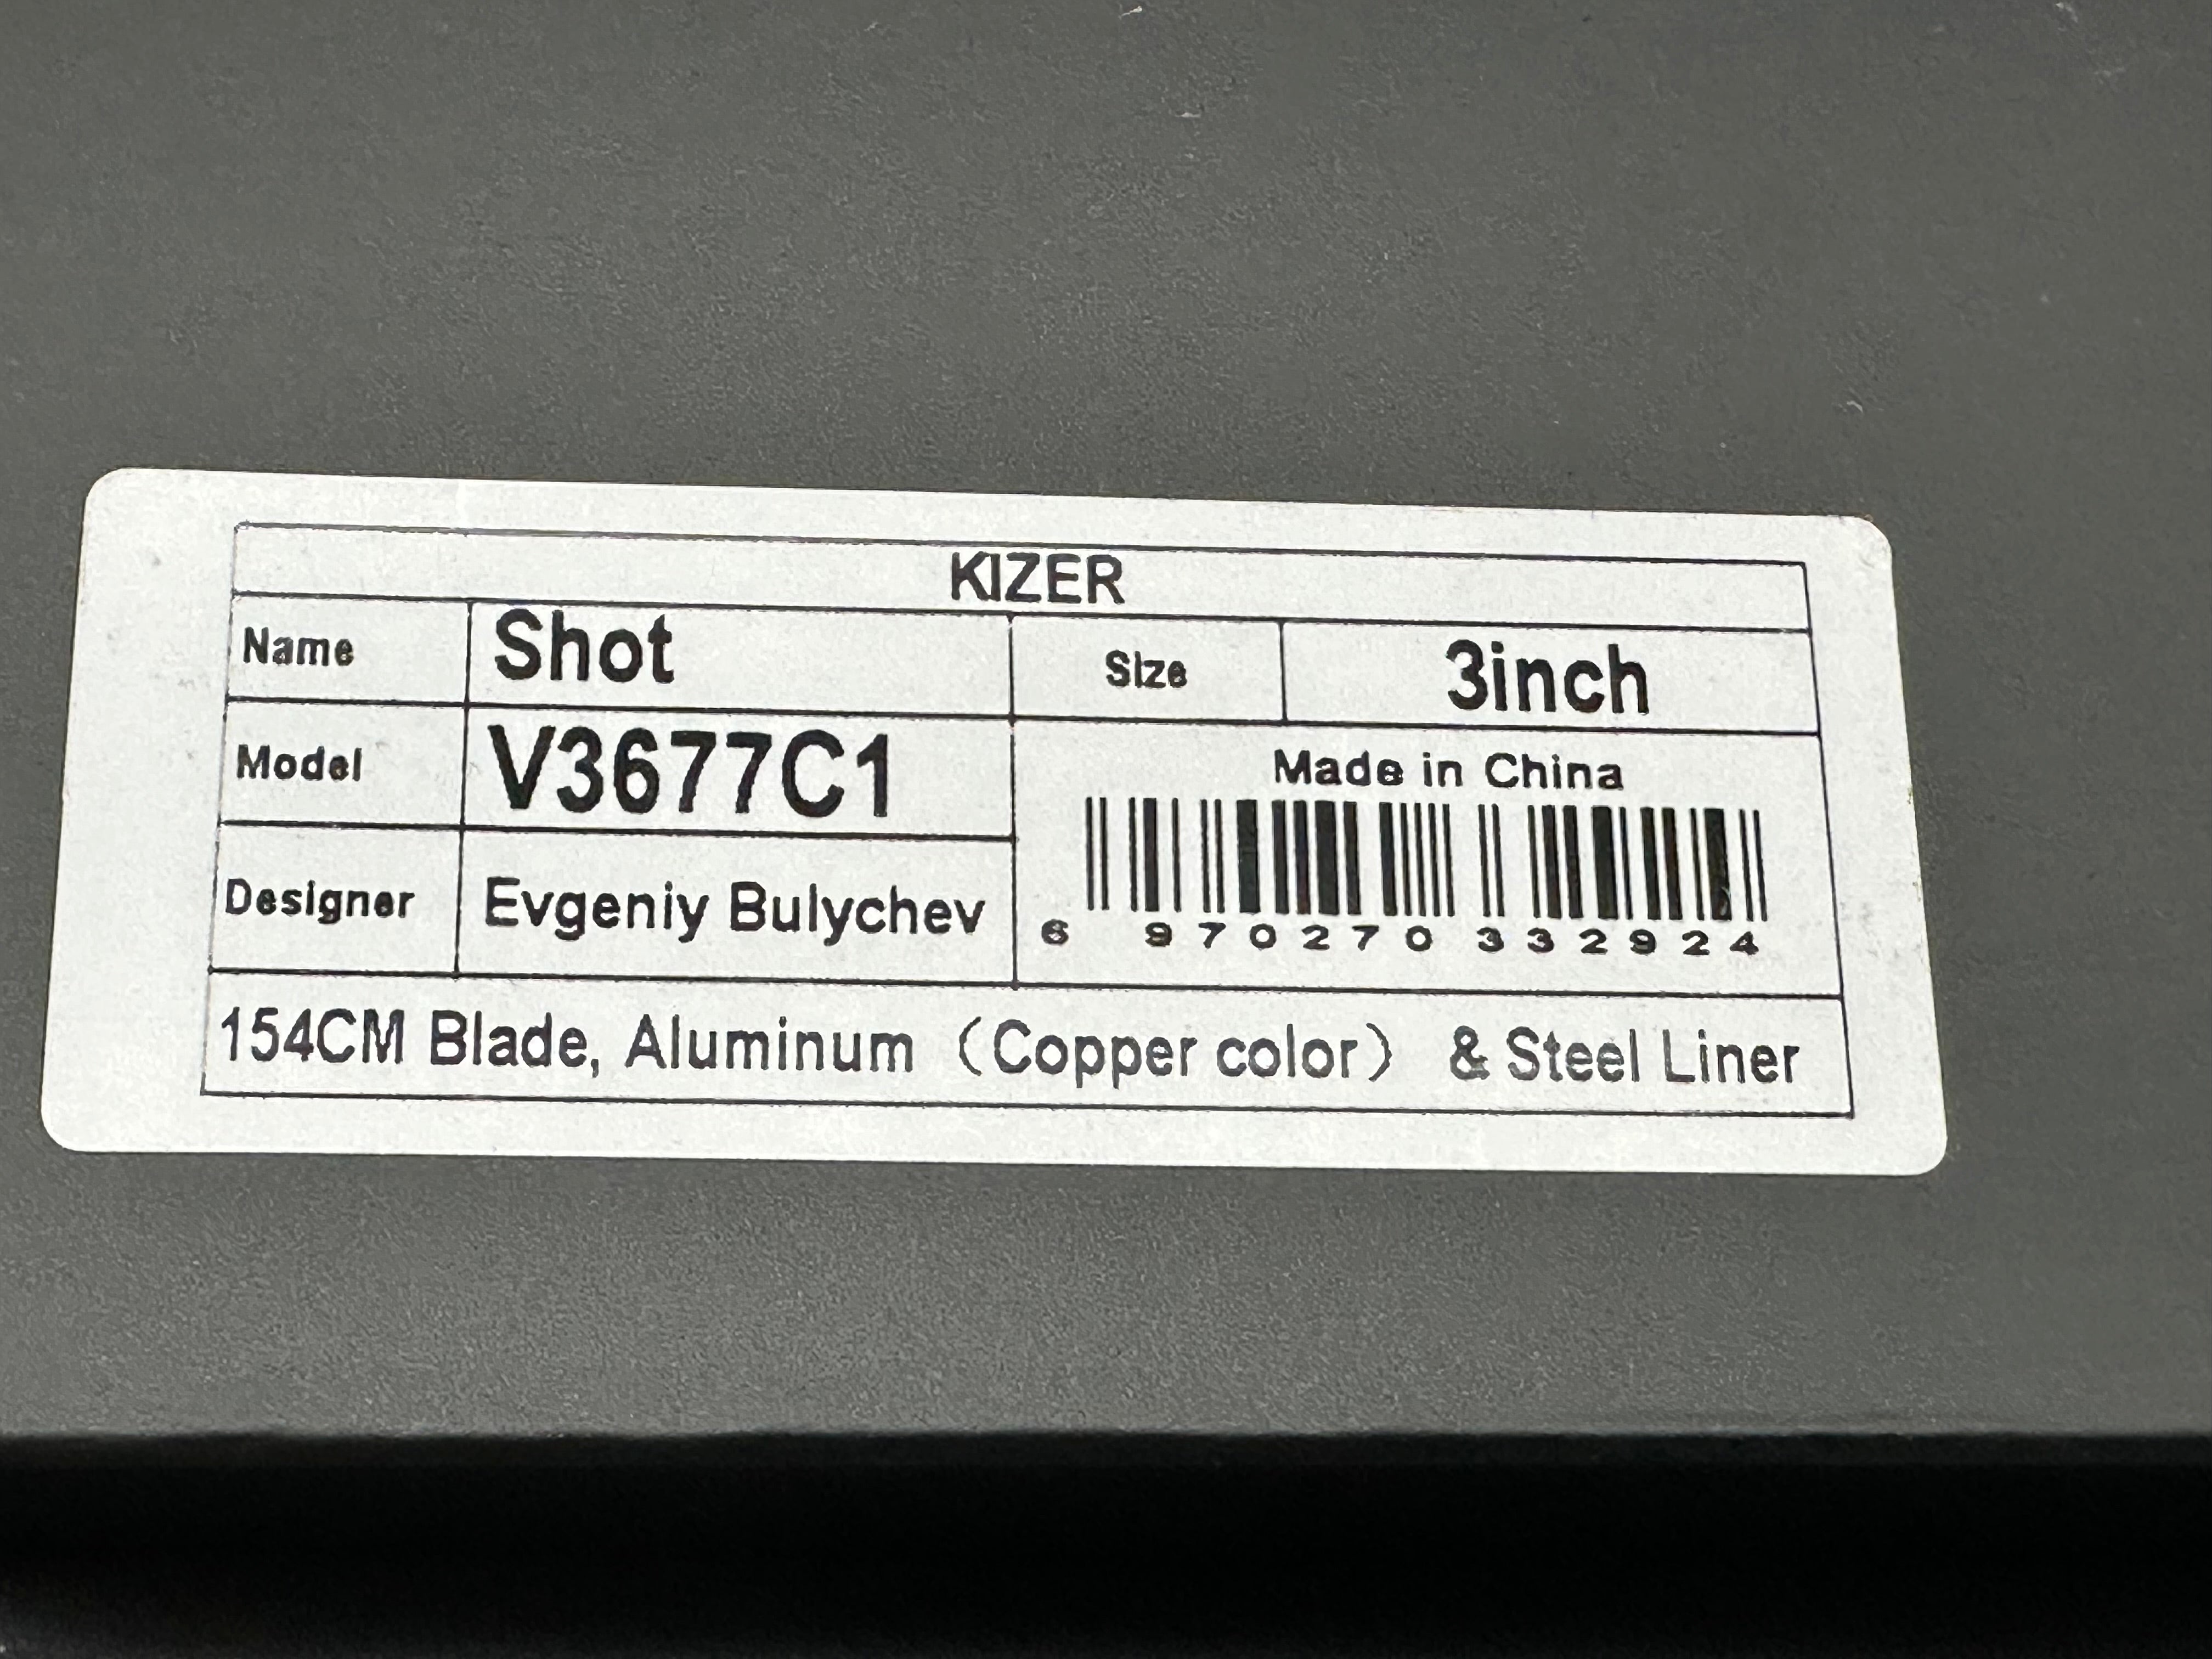 KIZER
Name Shot Size 3inch
Model V3677C1
Made in China
Designer Evgeniy Bulychev
6 970270 332924
154CM Blade, Aluminum（Copper color） & Steel Liner